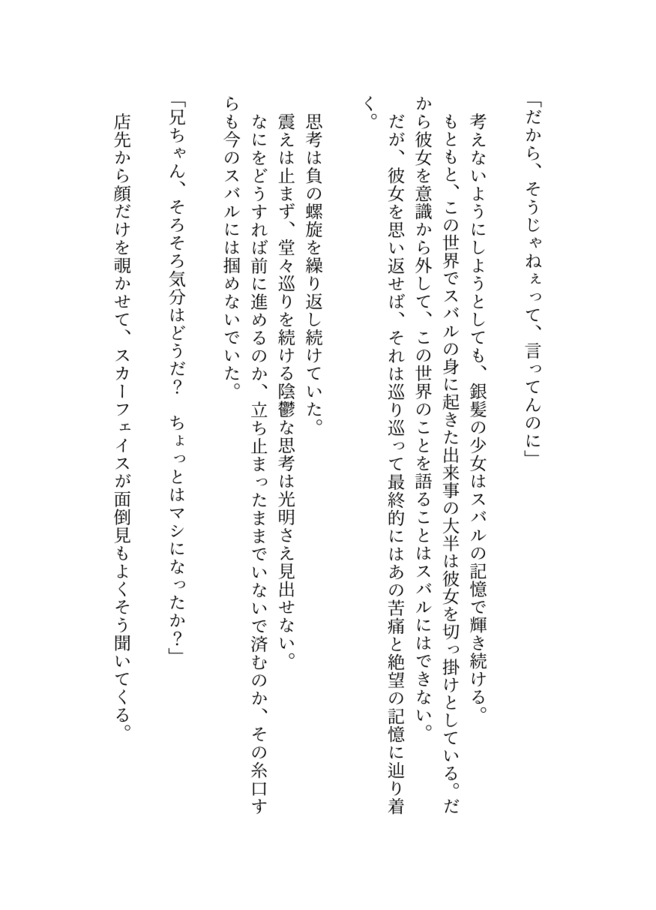 「だから、そうじゃねぇって、言ってんのに」
考えないようにしようとしても、銀髪の少女はスバルの記憶で輝き続ける。
もともと、この世界でスバルの身に起きた出来事の大半は彼女を切っ掛けとしている。だ
から彼女を意識から外して、この世界のことを語ることはスバルにはできない。
だが、彼女を思い返せば、それは巡り巡って最終的にはあの苦痛と絶望の記憶に辿り着
く。
思考は負の螺旋を繰り返し続けていた。
震えは止まず、堂々巡りを続ける陰鬱な思考は光明さえ見出せない。
なにをどうすれば前に進めるのか、立ち止まったままでいないで済むのか、その糸口す
らも今のスバルには掴めないでいた。
「兄ちゃん、そろそろ気分はどうだ？　ちょっとはマシになったか？」
店先から顔だけを覗かせて、スカーフェイスが面倒見もよくそう聞いてくる。